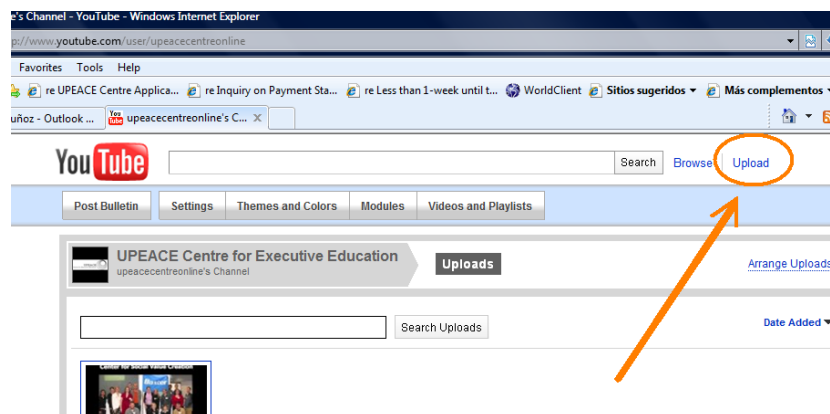 e's Channel - YouTube - Windows Internet Explorer
p://www.youtube.com/user/upeacecentreonline
Favorites Tools Help
re UPEACE Centre Applica... re Inquiry on Payment Sta... re Less than 1-week until t... WorldClient Sitios sugeridos Más complementos
uñoz - Outlook ... You Tube upeacecentreonline's C... X
YouTube Search Browse Upload
Post Bulletin Settings Themes and Colors Modules Videos and Playlists
UPEACE Centre for Executive Education Uploads Arrange Uploads
upeacecentreonline's Channel
Search Uploads Date Added
Center for Social Value Creation